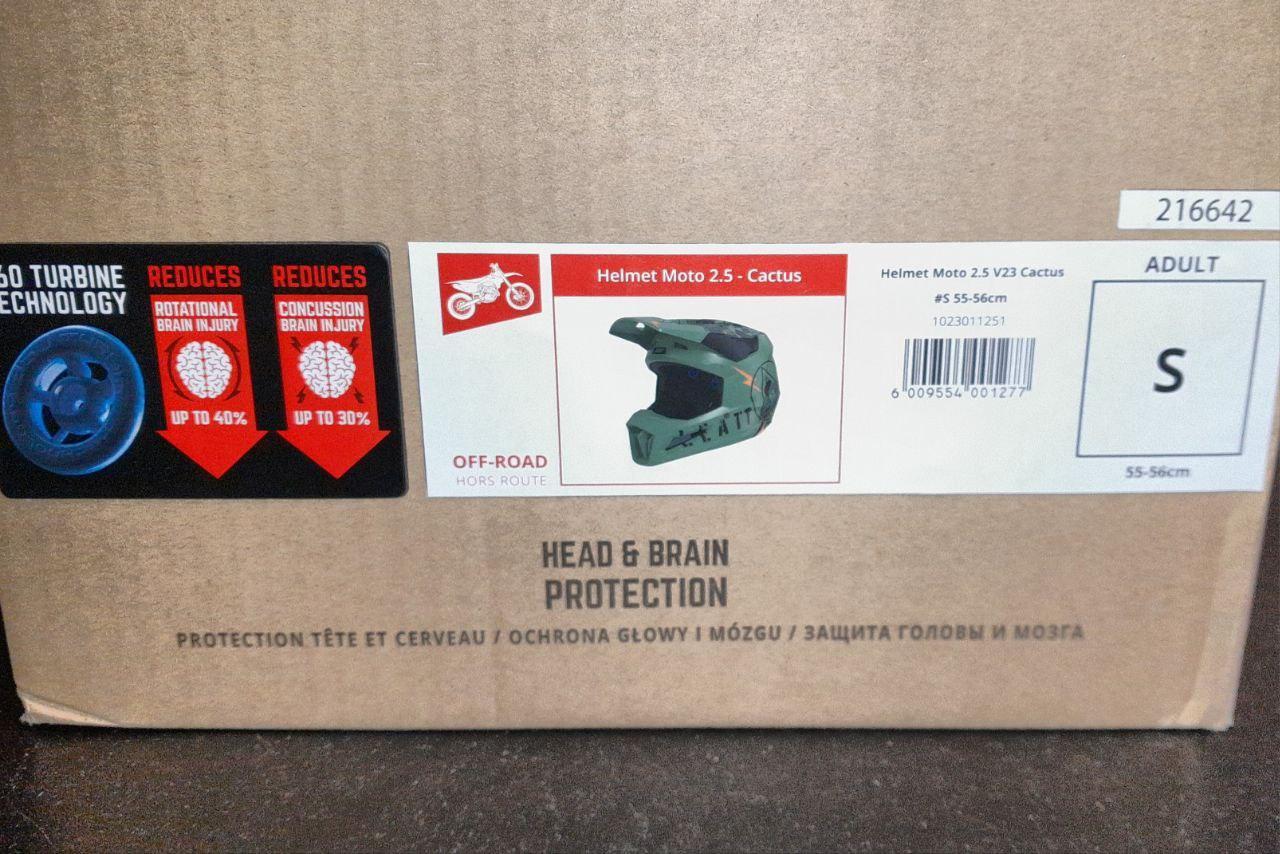 216642
60 TURBINE
ECHNOLOGY
REDUCES
ROTATIONAL
BRAIN INJURY
UP TO 40%
REDUCES
CONCUSSION
BRAIN INJURY
UP TO 30%
OFF-ROAD
HORS ROUTE
Helmet Moto 2.5 - Cactus
LEATT
Helmet Moto 2.5 V23 Cactus
#S 55-56cm
1023011251
6 009554 001277
ADULT
S
55-56cm
HEAD & BRAIN
PROTECTION
PROTECTION TÊTE ET CERVEAU / OCHRONA GŁOWY I MÓZGU / ЗАЩИТА ГОЛОВЫ И МОЗГА